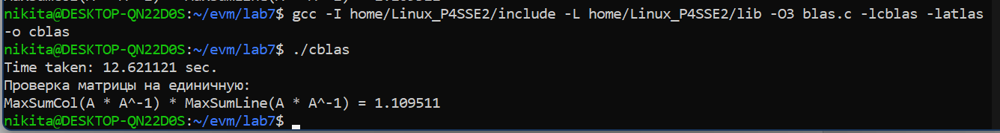 nikita@DESKTOP-QN22D0S:~/evm/lab7$ gcc -I home/Linux_P4SSE2/include -L home/Linux_P4SSE2/lib -O3 blas.c -lcblas -latlas
-o cblas
nikita@DESKTOP-QN22D0S:~/evm/lab7$ ./cblas
Time taken: 12.621121 sec.
Проверка матрицы на единичную:
MaxSumCol(A * A^-1) * MaxSumLine(A * A^-1) = 1.109511
nikita@DESKTOP-QN22D0S:~/evm/lab7$